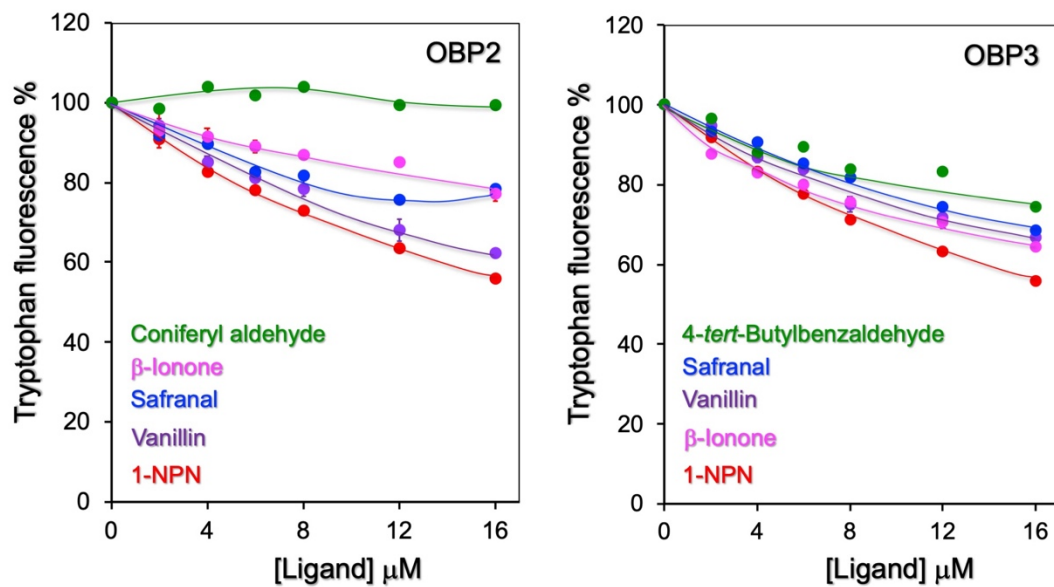 OBP2
Tryptophan fluorescence %
120
100
80
60
40
20
0
Coniferyl aldehyde
β-Ionone
Safranal
Vanillin
1-NPN
0 4 8 12 16
[Ligand] μM
OBP3
Tryptophan fluorescence %
120
100
80
60
40
20
0
4-tert-Butylbenzaldehyde
Safranal
Vanillin
β-Ionone
1-NPN
0 4 8 12 16
[Ligand] μM